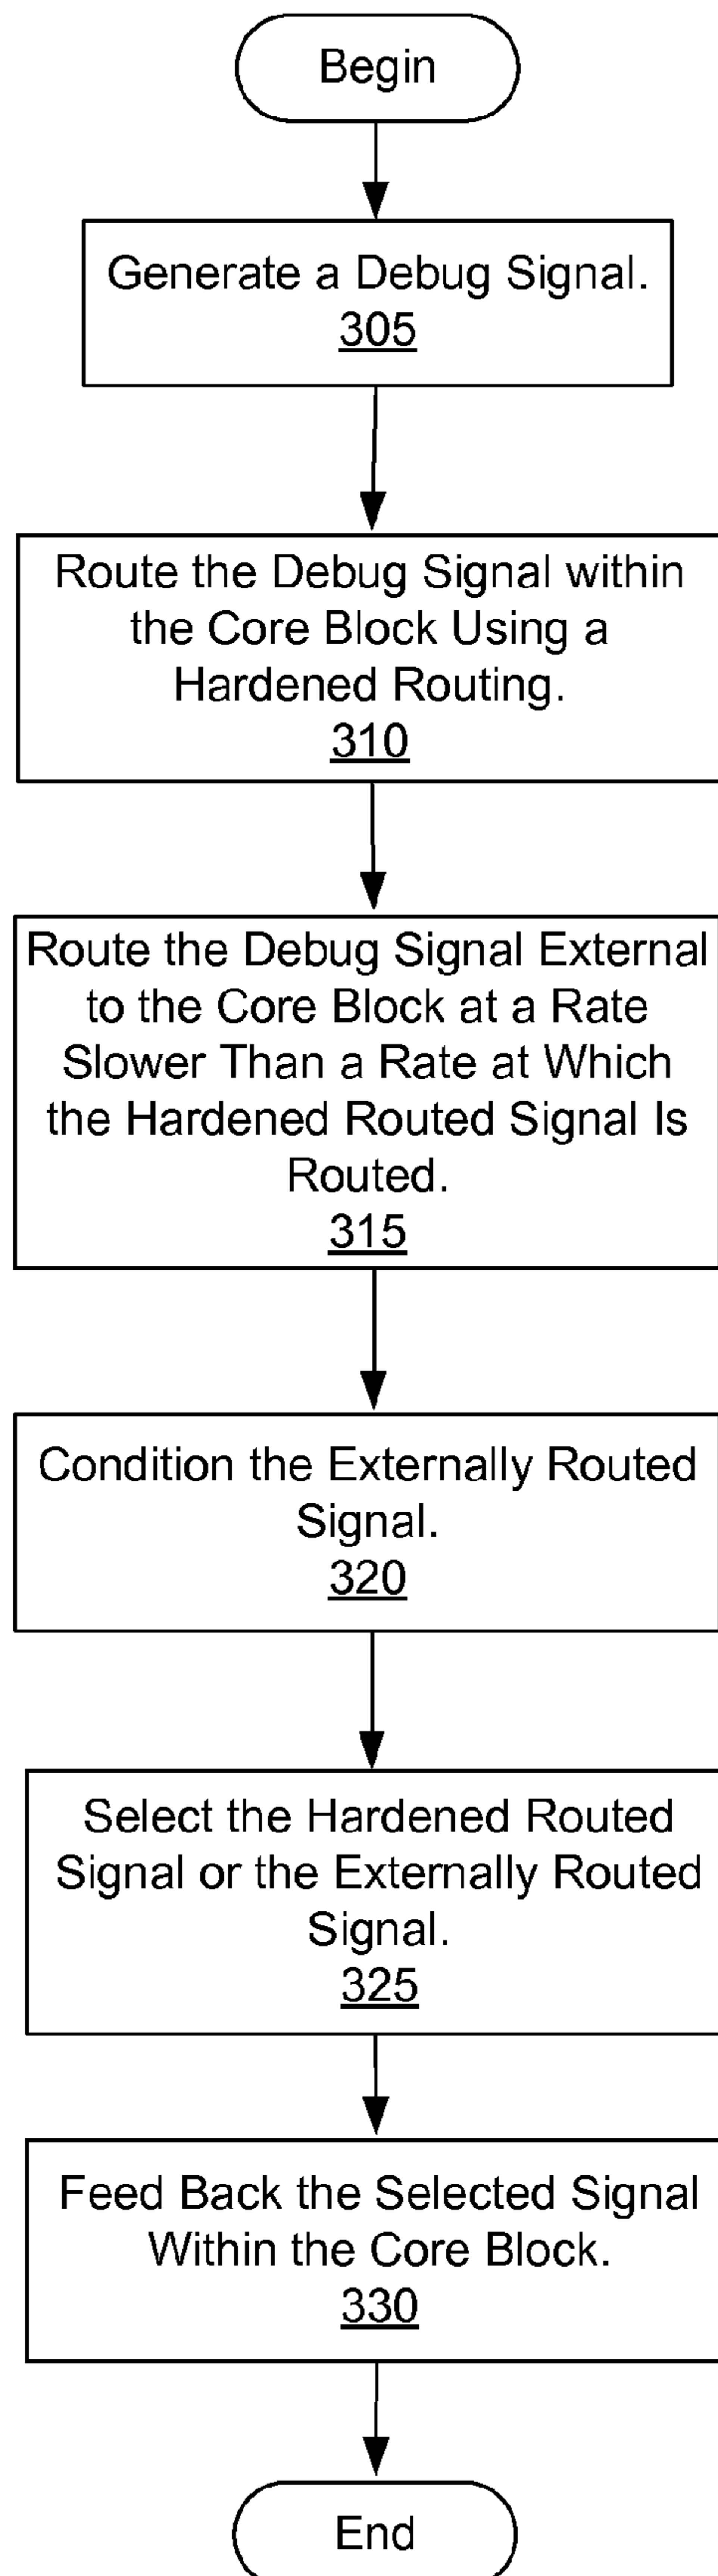 Begin
Generate a Debug Signal.
305
Route the Debug Signal within
the Core Block Using a
Hardened Routing.
310
Route the Debug Signal External
to the Core Block at a Rate
Slower Than a Rate at Which
the Hardened Routed Signal Is
Routed.
315
Condition the Externally Routed
Signal.
320
Select the Hardened Routed
Signal or the Externally Routed
Signal.
325
Feed Back the Selected Signal
Within the Core Block.
330
End